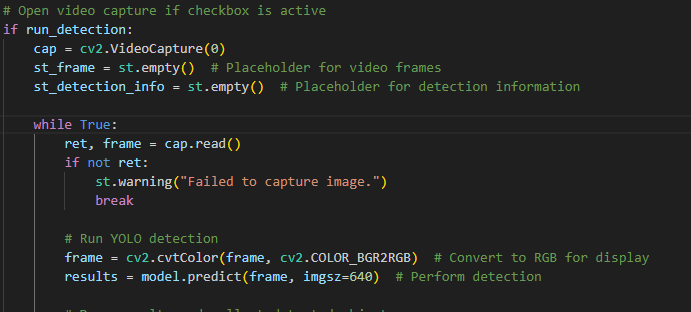 # Open video capture if checkbox is active
if run_detection:
    cap = cv2.VideoCapture(0)
    st_frame = st.empty()  # Placeholder for video frames
    st_detection_info = st.empty()  # Placeholder for detection information
    while True:
        ret, frame = cap.read()
        if not ret:
            st.warning("Failed to capture image.")
            break
        # Run YOLO detection
        frame = cv2.cvtColor(frame, cv2.COLOR_BGR2RGB)  # Convert to RGB for display
        results = model.predict(frame, imgsz=640)  # Perform detection